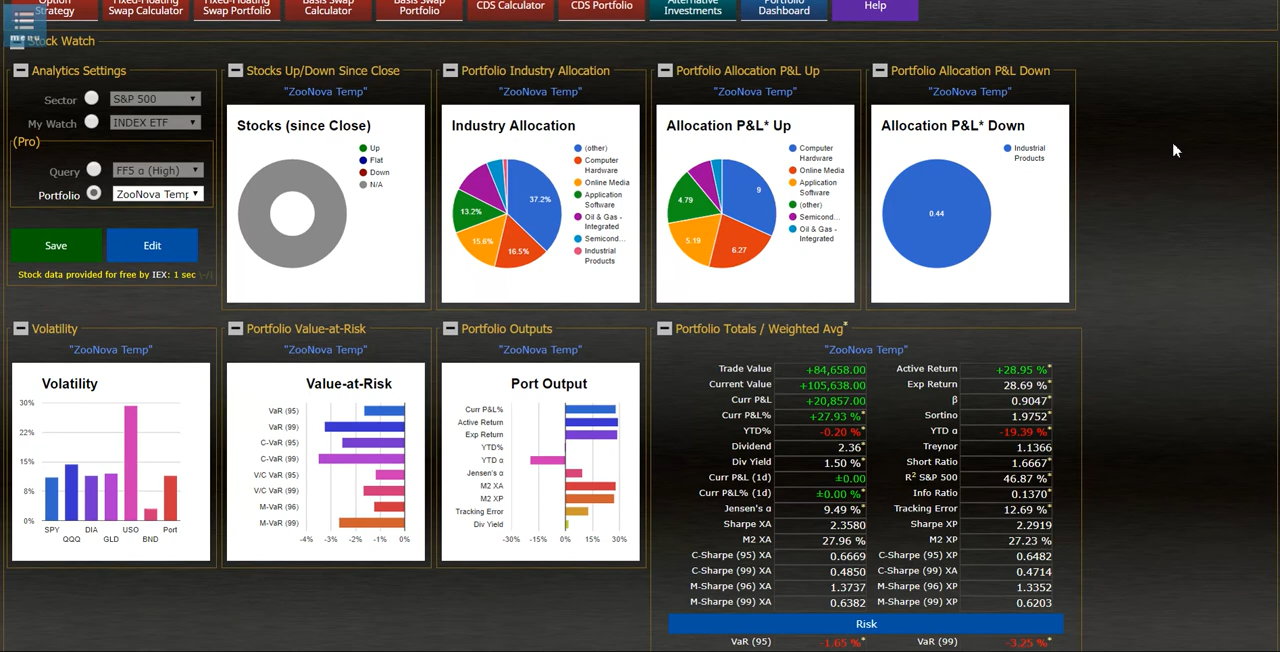 Option
Strategy
Fixed-Floating
Swap Calculator
Fixed-Floating
Swap Portfolio
Basis Swap
Calculator
Basis Swap
Portfolio
CDS Calculator
CDS Portfolio
Alternative
Investments
Portfolio
Dashboard
Help
Stock Watch
Analytics Settings
Sector
S&P 500
My Watch
INDEX ETF
(Pro)
Query
FF5 α (High)
Portfolio
ZooNova Temp
Save
Edit
Stock data provided for free by IEX: 1 sec
Stocks Up/Down Since Close
"ZooNova Temp"
Stocks (since Close)
Up
Flat
Down
N/A
Portfolio Industry Allocation
"ZooNova Temp"
Industry Allocation
37.2%
16.5%
15.6%
13.2%
(other)
Computer
Hardware
Online Media
Application
Software
Oil & Gas -
Integrated
Semicond...
Industrial
Products
Portfolio Allocation P&L Up
"ZooNova Temp"
Allocation P&L* Up
9
6.27
5.19
4.79
Computer
Hardware
Online Media
Application
Software
(other)
Semicond...
Oil & Gas -
Integrated
Portfolio Allocation P&L Down
"ZooNova Temp"
Allocation P&L* Down
0.44
Industrial
Products
Volatility
"ZooNova Temp"
Volatility
30%
22%
15%
8%
0%
SPY
QQQ
DIA
GLD
USO
BND
Port
Portfolio Value-at-Risk
"ZooNova Temp"
Value-at-Risk
VaR (95)
VaR (99)
C-VaR (95)
C-VaR (99)
V/C VaR (95)
V/C VaR (99)
M-VaR (96)
M-VaR (99)
-4% -3% -2% -1% 0%
Portfolio Outputs
"ZooNova Temp"
Port Output
Curr P&L%
Active Return
Exp Return
YTD%
YTD α
Jensen's α
M2 XA
M2 XP
Tracking Error
Div Yield
-30% -15% 0% 15% 30%
Portfolio Totals / Weighted Avg*
"ZooNova Temp"
Trade Value +84,658.00 Active Return +28.95 %*
Current Value +105,638.00 Exp Return 28.69 %*
Curr P&L +20,857.00 β 0.9047*
Curr P&L% +27.93 %* Sortino 1.9752*
YTD% -0.20 %* YTD α -19.39 %*
Dividend 2.36* Treynor 1.1366
Div Yield 1.50 %* Short Ratio 1.6667*
Curr P&L (1d) ±0.00 R² S&P 500 46.87 %*
Curr P&L% (1d) ±0.00 %* Info Ratio 0.1370*
Jensen's α 9.49 %* Tracking Error 12.69 %*
Sharpe XA 2.3580 Sharpe XP 2.2919
M2 XA 27.96 % M2 XP 27.23 %
C-Sharpe (95) XA 0.6669 C-Sharpe (95) XP 0.6482
C-Sharpe (99) XA 0.4850 C-Sharpe (99) XP 0.4714
M-Sharpe (96) XA 1.3737 M-Sharpe (96) XP 1.3352
M-Sharpe (99) XA 0.6382 M-Sharpe (99) XP 0.6203
Risk
VaR (95) -1.65 %* VaR (99) -3.25 %*